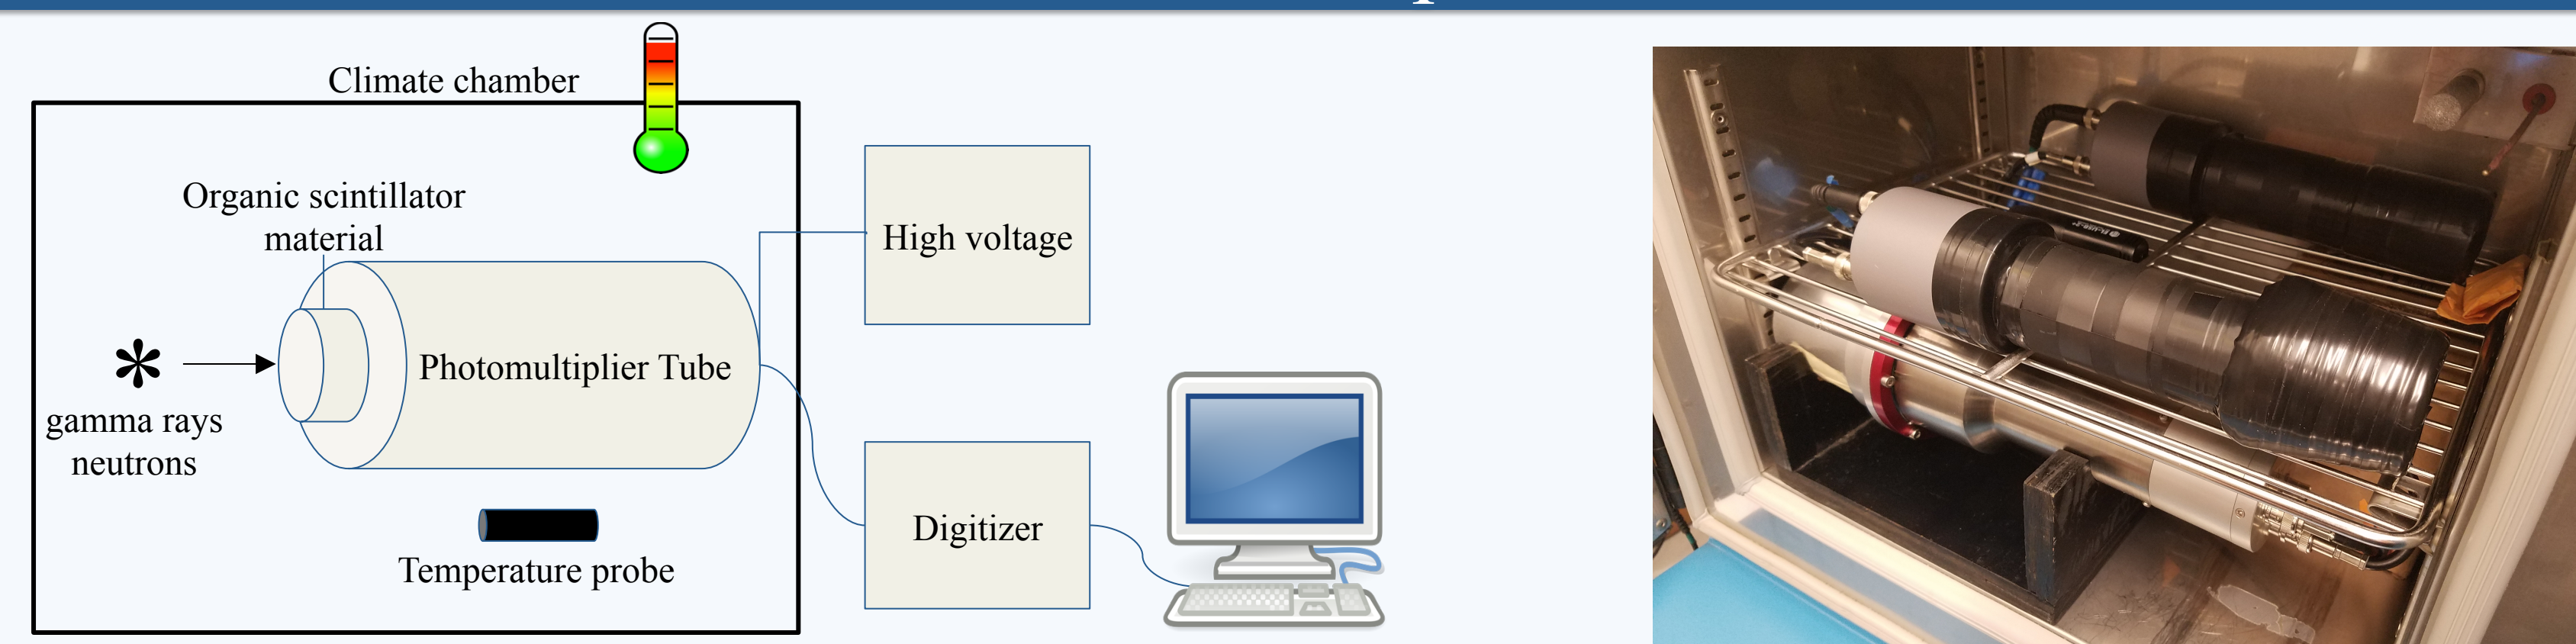 Climate chamber
Organic scintillator
material
High voltage
Photomultiplier Tube
gamma rays
neutrons
Digitizer
Temperature probe